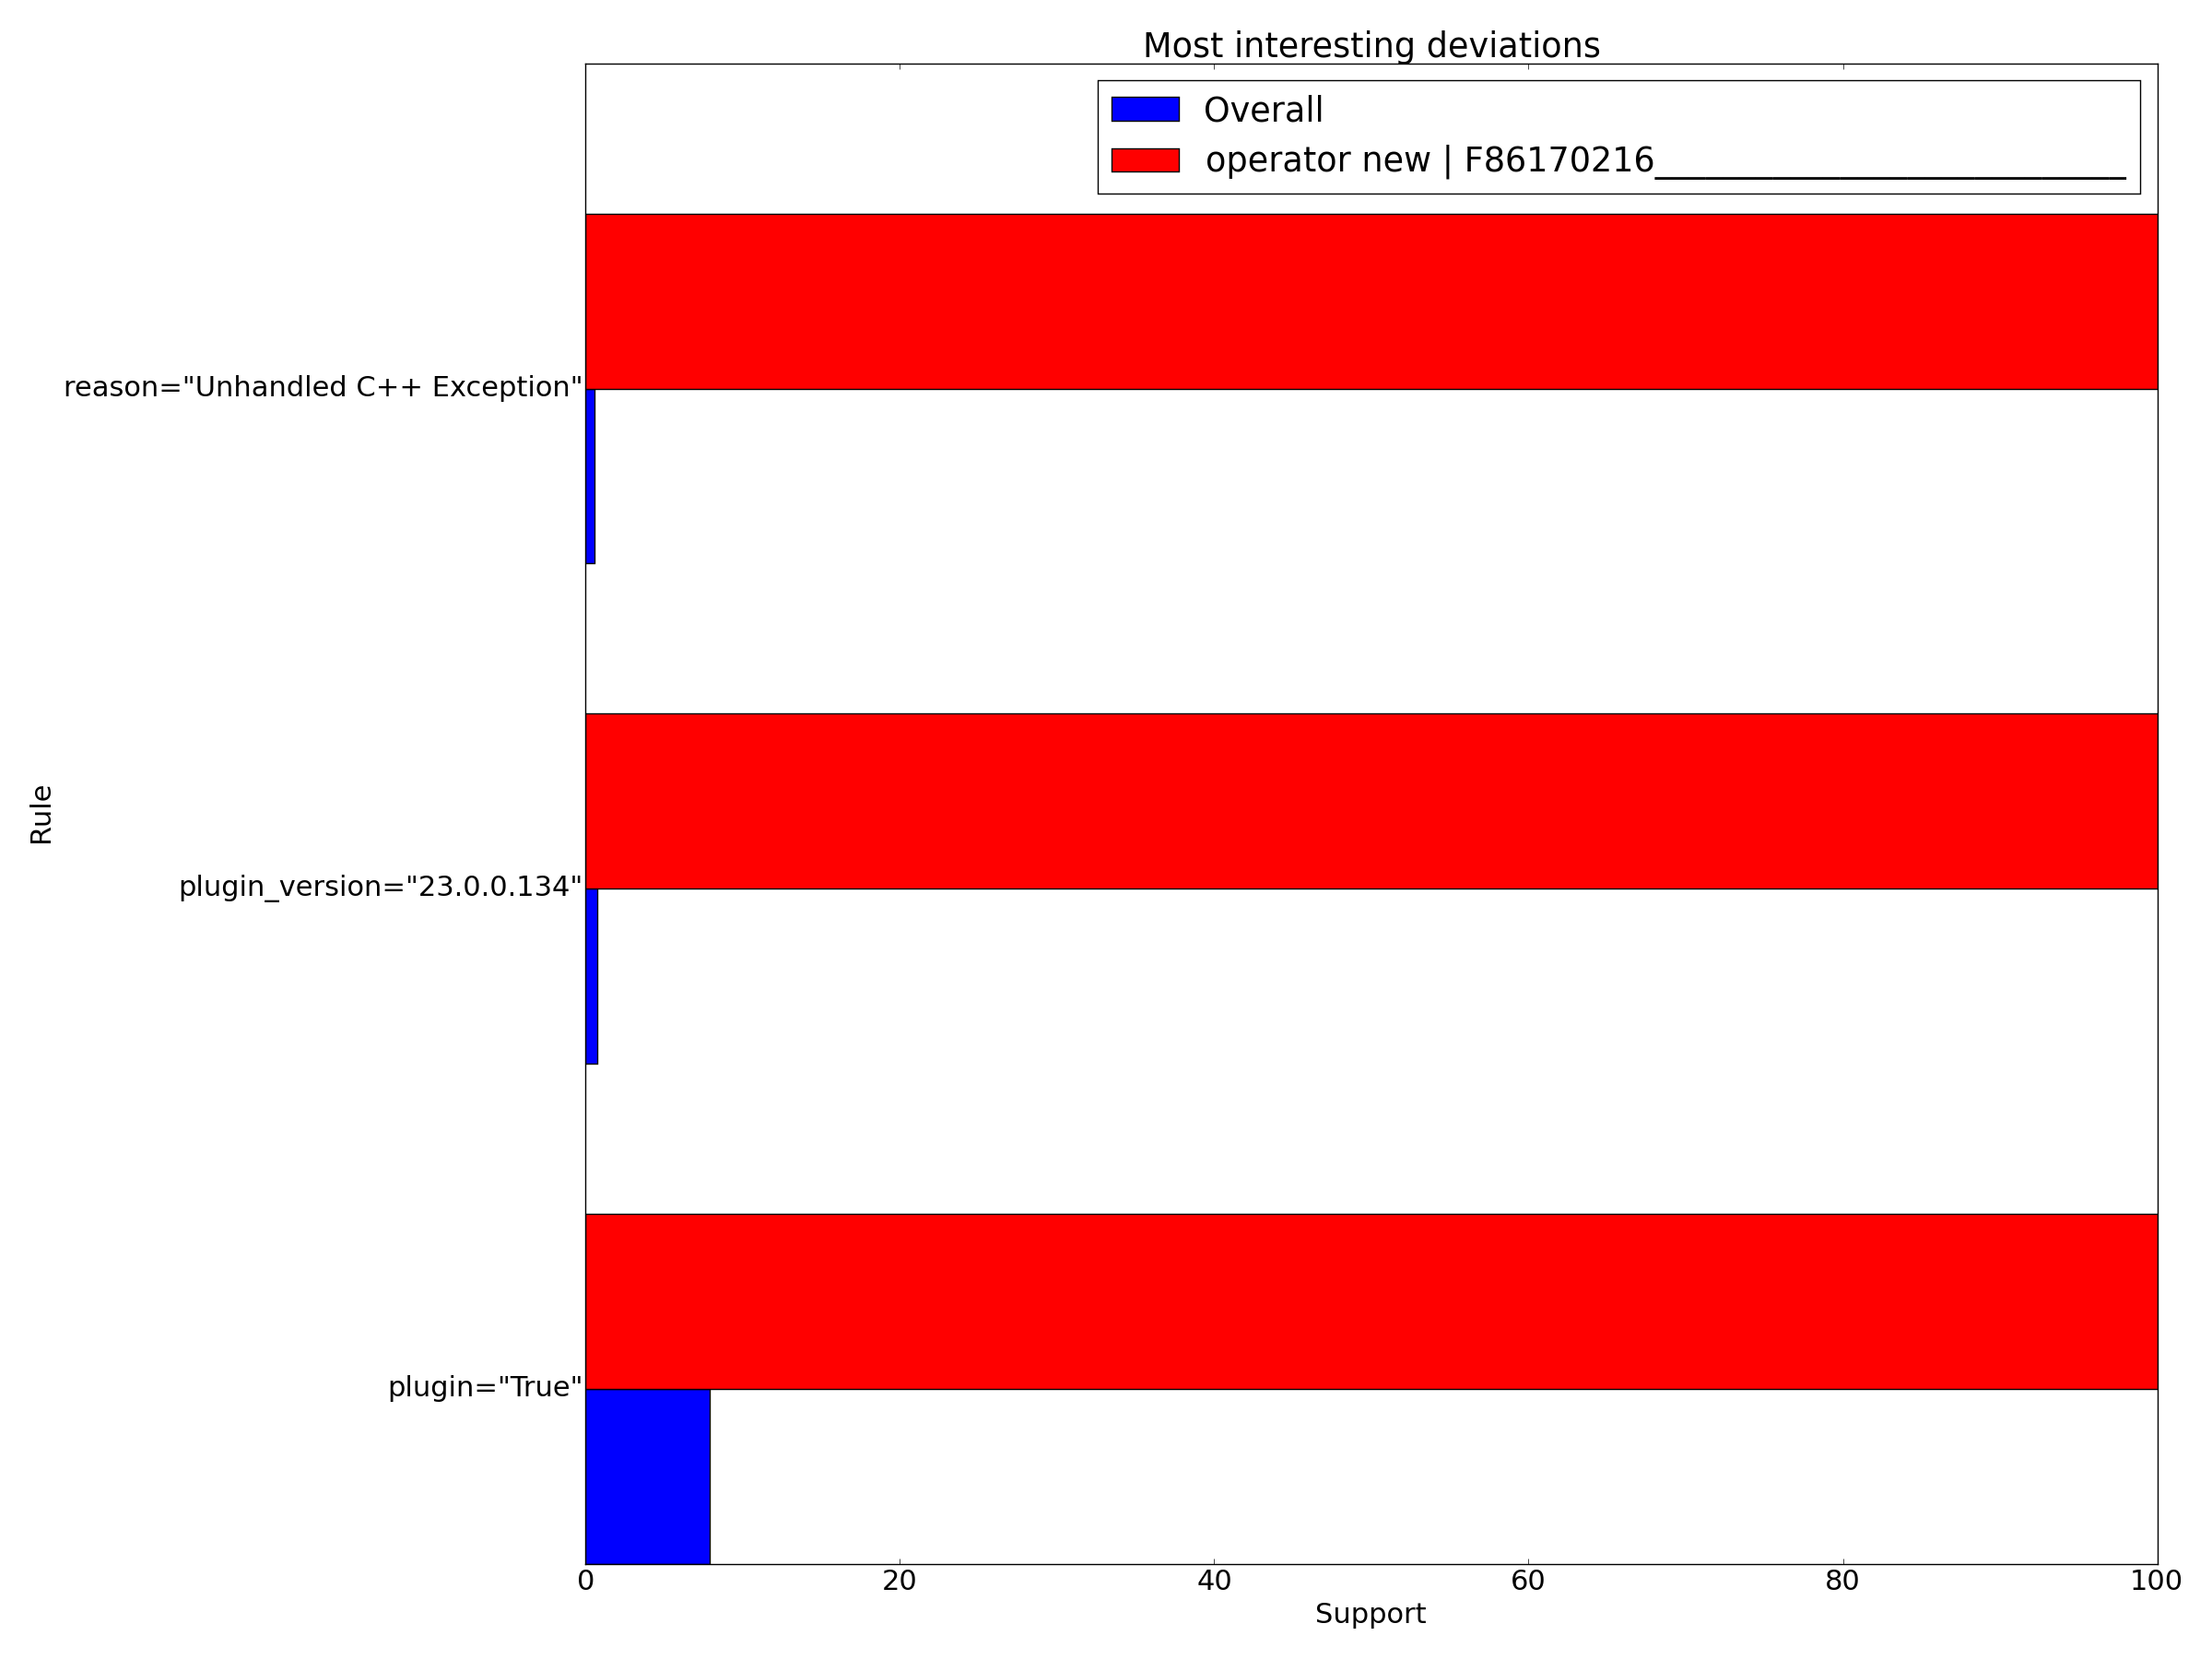 Most interesting deviations
Overall
operator new | F86170216____________________________
reason="Unhandled C++ Exception"
plugin_version="23.0.0.134"
plugin="True"
Rule
0 20 40 60 80 100
Support